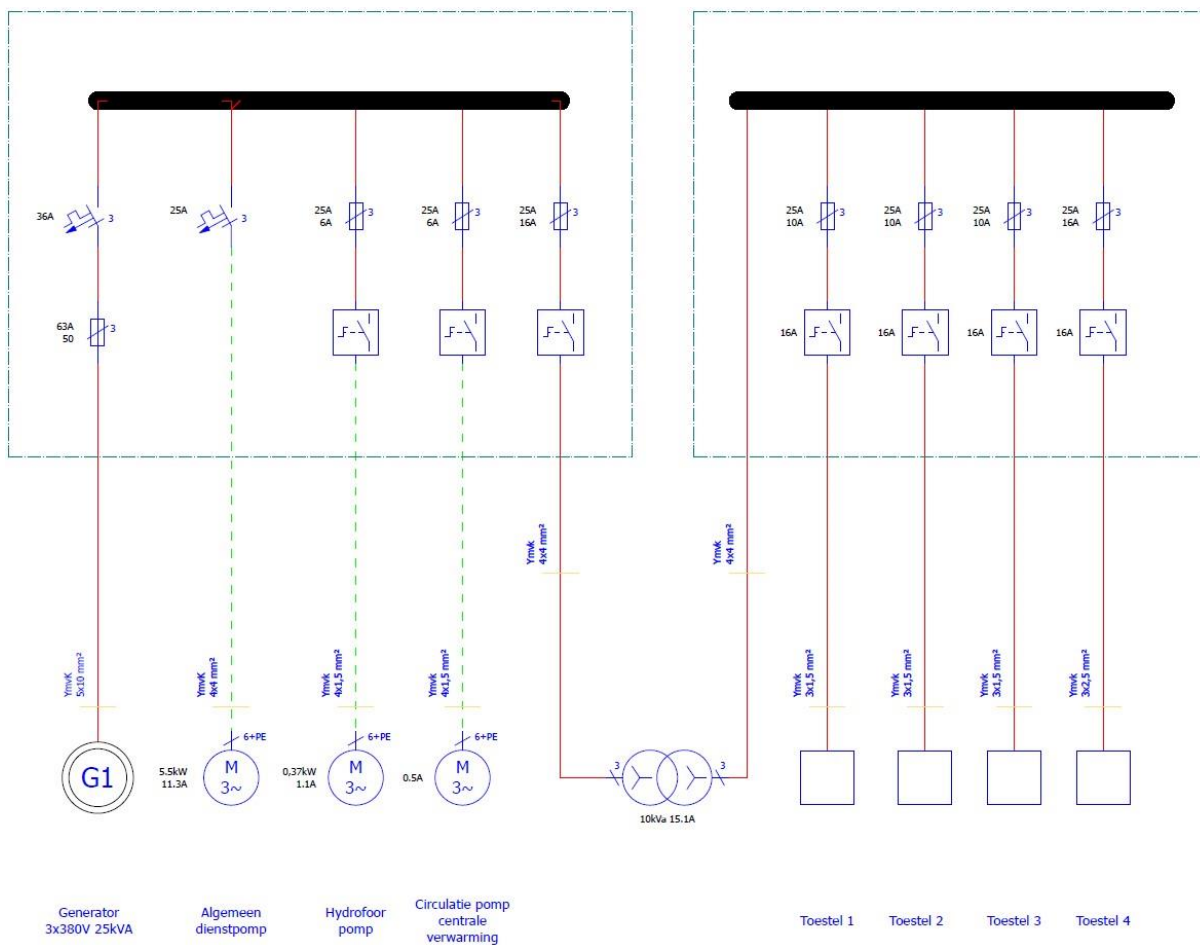 36A
3
25A
3
25A
6A
3
25A
6A
3
25A
16A
3
25A
10A
3
25A
10A
3
25A
10A
3
25A
16A
3
63A
50
3
16A
16A
16A
16A
Ymvk
4x4 mm²
Ymvk
4x4 mm²
YmvK
5x10 mm²
YmvK
4x4 mm²
Ymvk
4x1,5 mm²
Ymvk
4x1,5 mm²
Ymvk
3x1,5 mm²
Ymvk
3x1,5 mm²
Ymvk
3x1,5 mm²
Ymvk
3x2,5 mm²
6+PE
6+PE
6+PE
G1
5.5kW
11.3A
M
3~
0,37kW
1.1A
M
3~
0.5A
M
3~
3
3
10kVa 15.1A
Generator
3x380V 25kVA
Algemeen
dienstpomp
Hydrofoor
pomp
Circulatie pomp
centrale
verwarming
Toestel 1
Toestel 2
Toestel 3
Toestel 4